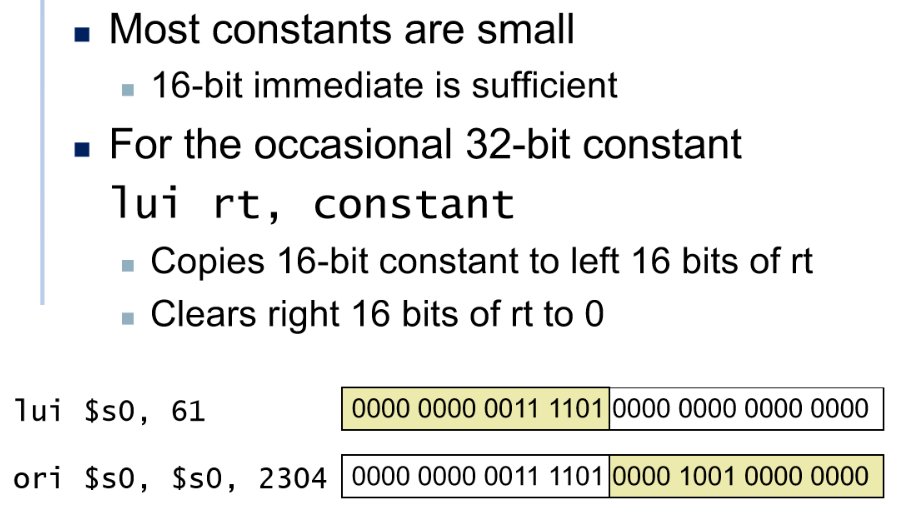 Most constants are small
16-bit immediate is sufficient
For the occasional 32-bit constant
lui rt, constant
Copies 16-bit constant to left 16 bits of rt
Clears right 16 bits of rt to 0
lui $s0, 61 0000 0000 0011 1101 0000 0000 0000 0000
ori $s0, $s0, 2304 0000 0000 0011 1101 0000 1001 0000 0000